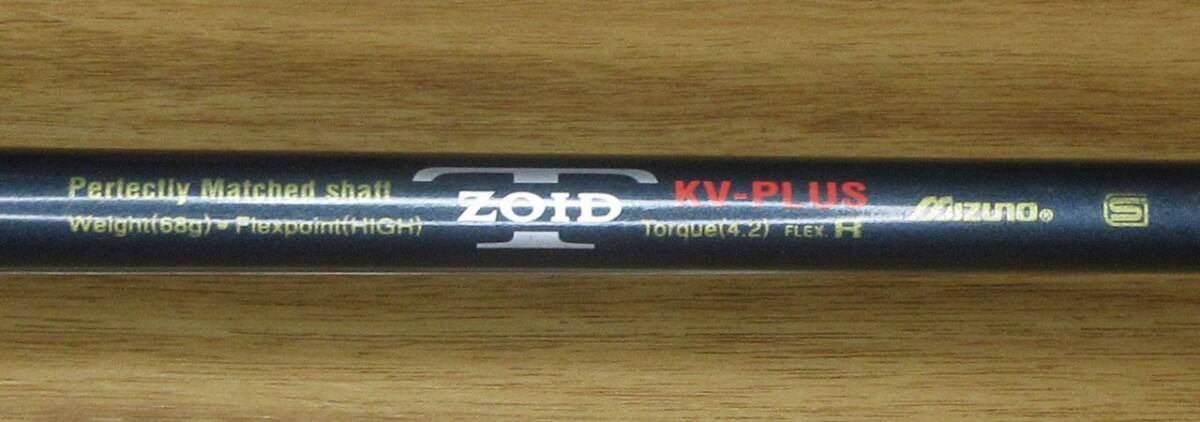 Perfectly Matched shaft
Weight(68g)・Flexpoint(HIGH)
T
ZOID
KV-PLUS
Torque(4.2) FLEX. R
Mizuno®
S